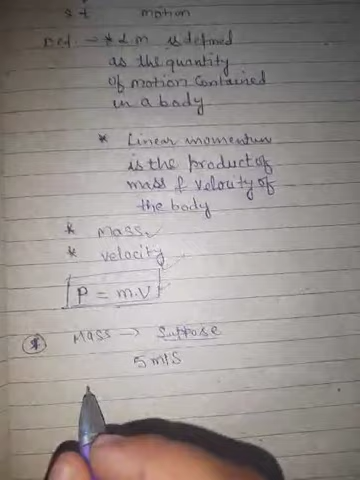 motion
Def → * L m is defined
as the quantity
of motion contained
in a body
* Linear momentum
is the product of
mass & velocity of
the body
* mass
* velocity
P = m.V
* Mass → Suppose
5 m/s